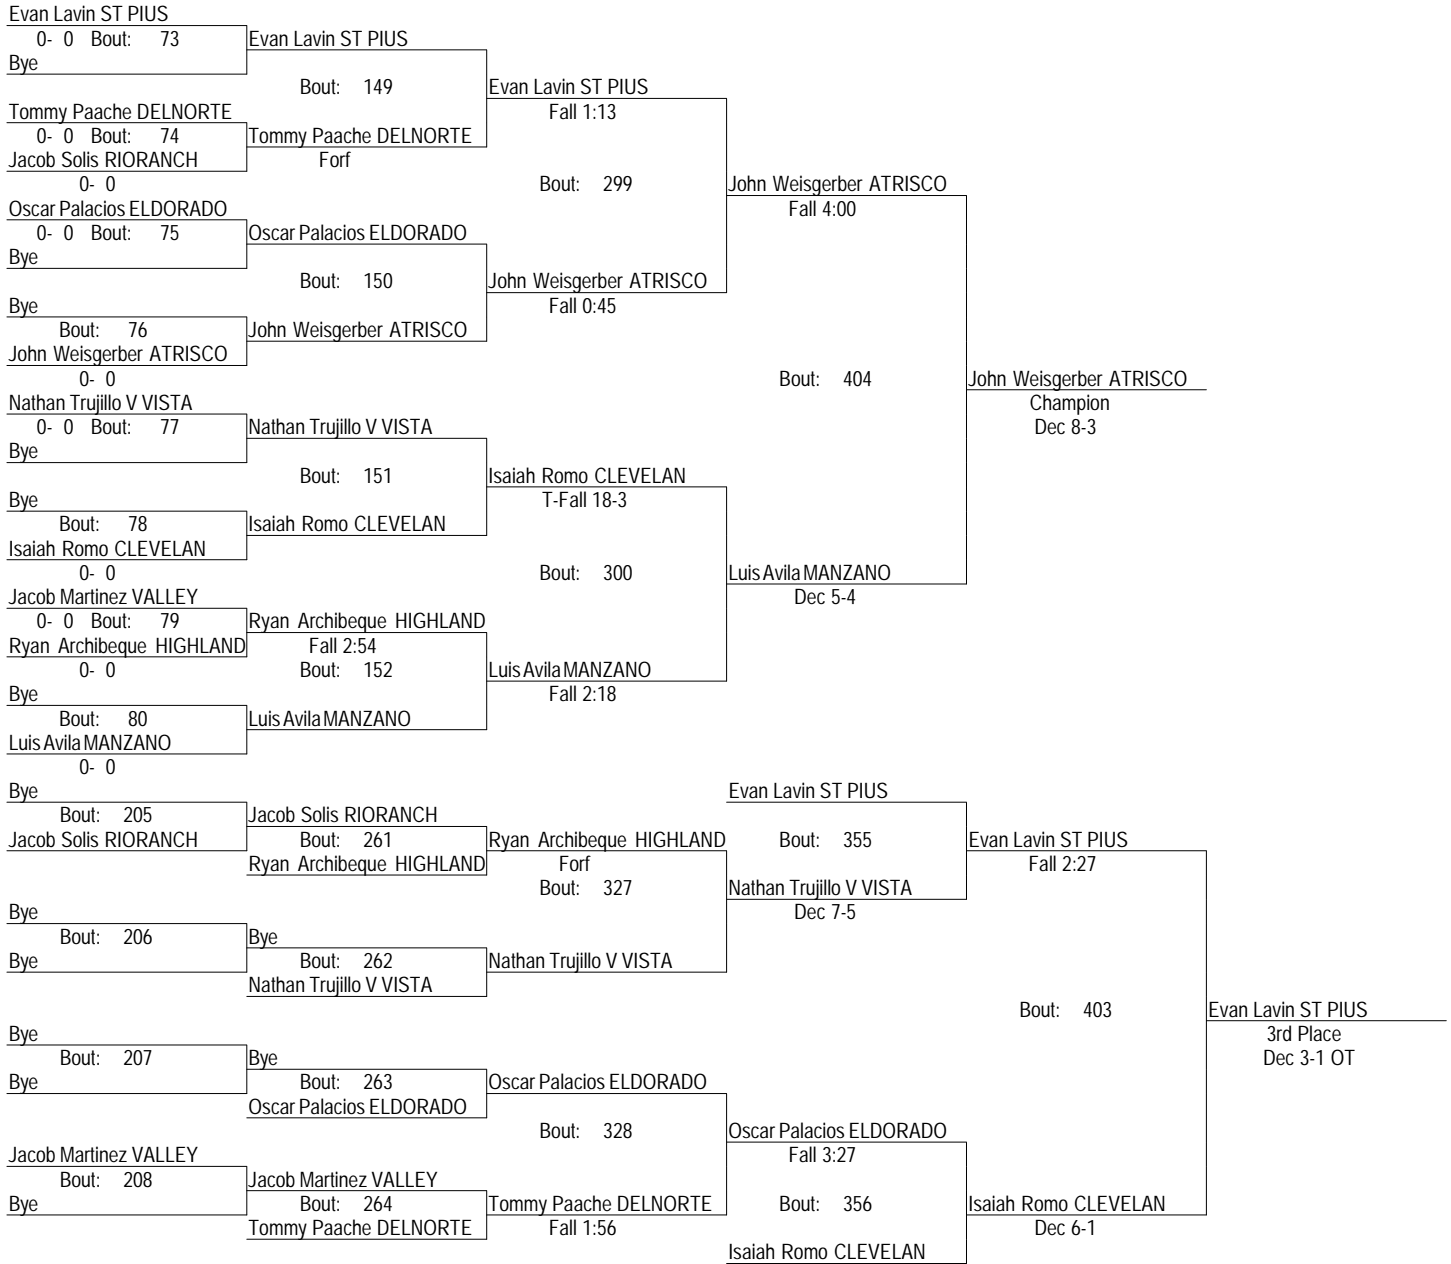 Evan Lavin ST PIUS
0- 0 Bout: 73 Evan Lavin ST PIUS
Bye
Bout: 149 Evan Lavin ST PIUS
Tommy Paache DELNORTE Fall 1:13
0- 0 Bout: 74 Tommy Paache DELNORTE
Jacob Solis RIORANCH Forf
0- 0 Bout: 299 John Weisgerber ATRISCO
Oscar Palacios ELDORADO Fall 4:00
0- 0 Bout: 75 Oscar Palacios ELDORADO
Bye
Bout: 150 John Weisgerber ATRISCO
Bye Fall 0:45
Bout: 76 John Weisgerber ATRISCO
John Weisgerber ATRISCO
0- 0 Bout: 404 John Weisgerber ATRISCO
Nathan Trujillo V VISTA Champion
0- 0 Bout: 77 Nathan Trujillo V VISTA Dec 8-3
Bye
Bout: 151 Isaiah Romo CLEVELAN
Bye T-Fall 18-3
Bout: 78 Isaiah Romo CLEVELAN
Isaiah Romo CLEVELAN
0- 0 Bout: 300 Luis Avila MANZANO
Jacob Martinez VALLEY Dec 5-4
0- 0 Bout: 79 Ryan Archibeque HIGHLAND
Ryan Archibeque HIGHLAND Fall 2:54
0- 0 Bout: 152 Luis Avila MANZANO
Bye Fall 2:18
Bout: 80 Luis Avila MANZANO
Luis Avila MANZANO
0- 0
Bye Evan Lavin ST PIUS
Bout: 205 Jacob Solis RIORANCH
Jacob Solis RIORANCH Bout: 261 Ryan Archibeque HIGHLAND Bout: 355 Evan Lavin ST PIUS
Ryan Archibeque HIGHLAND Forf Fall 2:27
Bout: 327 Nathan Trujillo V VISTA
Bye Dec 7-5
Bout: 206 Bye
Bye Bout: 262 Nathan Trujillo V VISTA
Nathan Trujillo V VISTA
Bout: 403 Evan Lavin ST PIUS
Bye 3rd Place
Bout: 207 Bye Dec 3-1 OT
Bye Bout: 263 Oscar Palacios ELDORADO
Oscar Palacios ELDORADO
Bout: 328 Oscar Palacios ELDORADO
Jacob Martinez VALLEY Fall 3:27
Bout: 208 Jacob Martinez VALLEY
Bye Bout: 264 Tommy Paache DELNORTE Bout: 356 Isaiah Romo CLEVELAN
Tommy Paache DELNORTE Fall 1:56 Dec 6-1
Isaiah Romo CLEVELAN